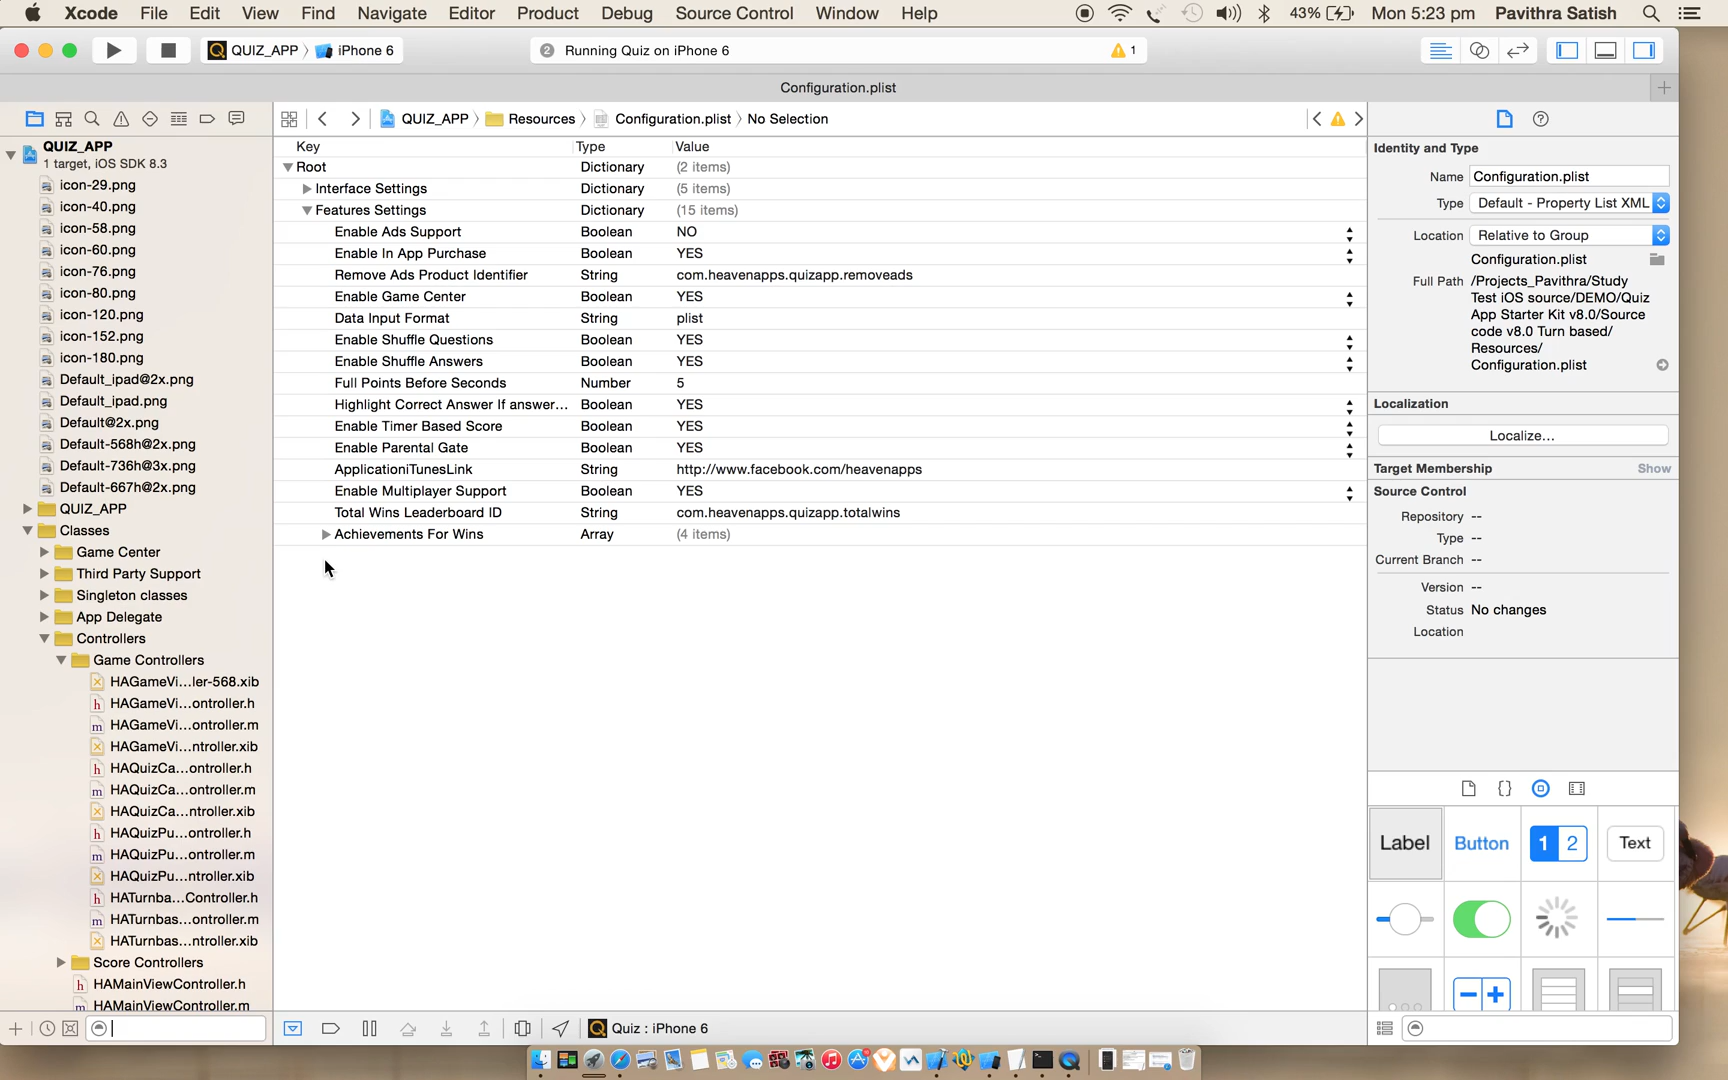 Xcode File Edit View Find Navigate Editor Product Debug Source Control Window Help 43% Mon 5:23 pm Pavithra Satish
QUIZ_APP iPhone 6 2 Running Quiz on iPhone 6 1
Configuration.plist
QUIZ_APP Resources Configuration.plist No Selection
QUIZ_APP
1 target, iOS SDK 8.3
icon-29.png
icon-40.png
icon-58.png
icon-60.png
icon-76.png
icon-80.png
icon-120.png
icon-152.png
icon-180.png
Default_ipad@2x.png
Default_ipad.png
Default@2x.png
Default-568h@2x.png
Default-736h@3x.png
Default-667h@2x.png
QUIZ_APP
Classes
Game Center
Third Party Support
Singleton classes
App Delegate
Controllers
Game Controllers
HAGameVi...ler-568.xib
HAGameVi...ontroller.h
HAGameVi...ontroller.m
HAGameVi...ntroller.xib
HAQuizCa...ontroller.h
HAQuizCa...ontroller.m
HAQuizCa...ntroller.xib
HAQuizPu...ontroller.h
HAQuizPu...ontroller.m
HAQuizPu...ntroller.xib
HATurnba...Controller.h
HATurnbas...ontroller.m
HATurnbas...ntroller.xib
Score Controllers
HAMainViewController.h
HAMainViewController.m
Key Type Value
Root Dictionary (2 items)
Interface Settings Dictionary (5 items)
Features Settings Dictionary (15 items)
Enable Ads Support Boolean NO
Enable In App Purchase Boolean YES
Remove Ads Product Identifier String com.heavenapps.quizapp.removeads
Enable Game Center Boolean YES
Data Input Format String plist
Enable Shuffle Questions Boolean YES
Enable Shuffle Answers Boolean YES
Full Points Before Seconds Number 5
Highlight Correct Answer If answer... Boolean YES
Enable Timer Based Score Boolean YES
Enable Parental Gate Boolean YES
ApplicationiTunesLink String http://www.facebook.com/heavenapps
Enable Multiplayer Support Boolean YES
Total Wins Leaderboard ID String com.heavenapps.quizapp.totalwins
Achievements For Wins Array (4 items)
Quiz : iPhone 6
Identity and Type
Name Configuration.plist
Type Default - Property List XML
Location Relative to Group
Configuration.plist
Full Path /Projects_Pavithra/Study
Test iOS source/DEMO/Quiz
App Starter Kit v8.0/Source
code v8.0 Turn based/
Resources/
Configuration.plist
Localization
Localize...
Target Membership Show
Source Control
Repository --
Type --
Current Branch --
Version --
Status No changes
Location
Label Button 1 2 Text